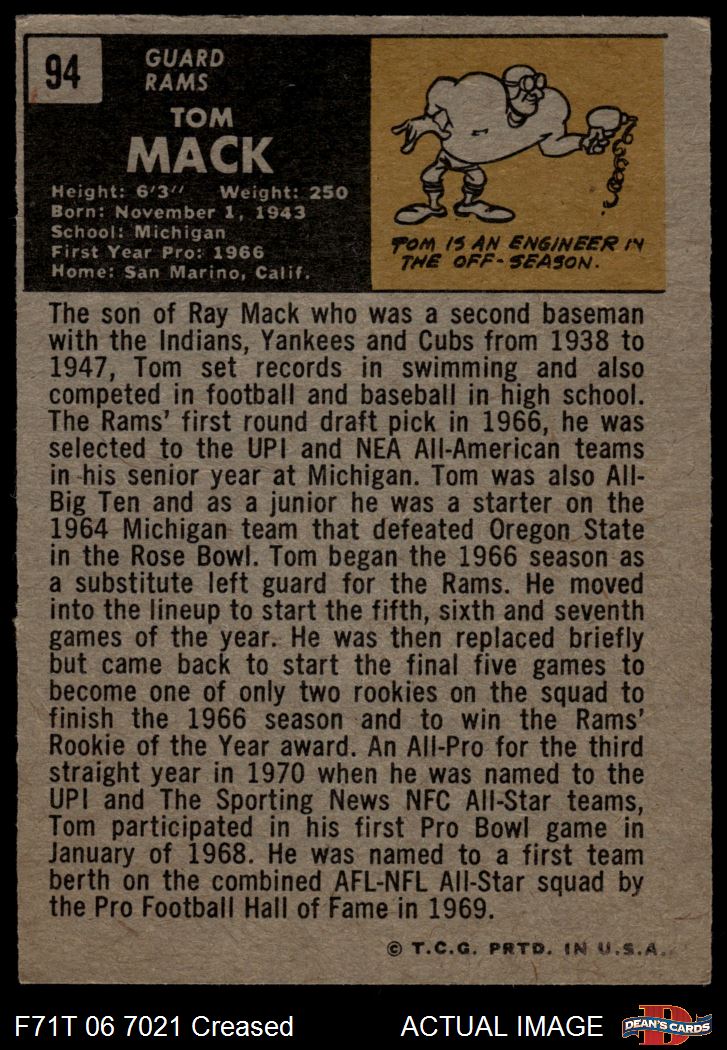 94
GUARD
RAMS
TOM
MACK
Height: 6'3" Weight: 250
Born: November 1, 1943
School: Michigan
First Year Pro: 1966
Home: San Marino, Calif.
TOM IS AN ENGINEER IN
THE OFF-SEASON.
The son of Ray Mack who was a second baseman
with the Indians, Yankees and Cubs from 1938 to
1947, Tom set records in swimming and also
competed in football and baseball in high school.
The Rams' first round draft pick in 1966, he was
selected to the UPI and NEA All-American teams
in his senior year at Michigan. Tom was also All-
Big Ten and as a junior he was a starter on the
1964 Michigan team that defeated Oregon State
in the Rose Bowl. Tom began the 1966 season as
a substitute left guard for the Rams. He moved
into the lineup to start the fifth, sixth and seventh
games of the year. He was then replaced briefly
but came back to start the final five games to
become one of only two rookies on the squad to
finish the 1966 season and to win the Rams'
Rookie of the Year award. An All-Pro for the third
straight year in 1970 when he was named to the
UPI and The Sporting News NFC All-Star teams,
Tom participated in his first Pro Bowl game in
January of 1968. He was named to a first team
berth on the combined AFL-NFL All-Star squad by
the Pro Football Hall of Fame in 1969.
© T.C.G. PRTD. IN U.S.A.
F71T 06 7021 Creased ACTUAL IMAGE
D
DEAN'S CARDS